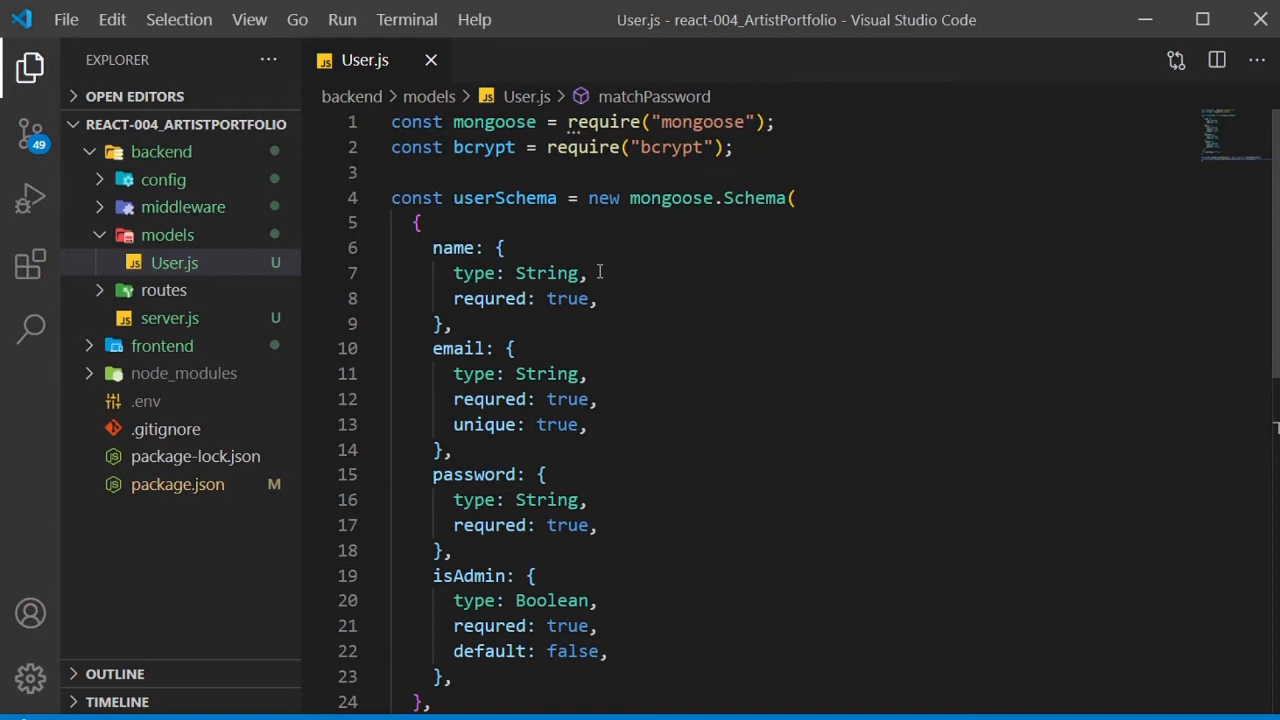 File Edit Selection View Go Run Terminal Help User.js - react-004_ArtistPortfolio - Visual Studio Code
EXPLORER
OPEN EDITORS
REACT-004_ARTISTPORTFOLIO
backend
config
middleware
models
User.js U
routes
server.js U
frontend
node_modules
.env
.gitignore
package-lock.json
package.json M
OUTLINE
TIMELINE
49
JS User.js
backend > models > JS User.js > matchPassword
1 const mongoose = require("mongoose");
2 const bcrypt = require("bcrypt");
3
4 const userSchema = new mongoose.Schema(
5 {
6 name: {
7 type: String,
8 requred: true,
9 },
10 email: {
11 type: String,
12 requred: true,
13 unique: true,
14 },
15 password: {
16 type: String,
17 requred: true,
18 },
19 isAdmin: {
20 type: Boolean,
21 requred: true,
22 default: false,
23 },
24 },